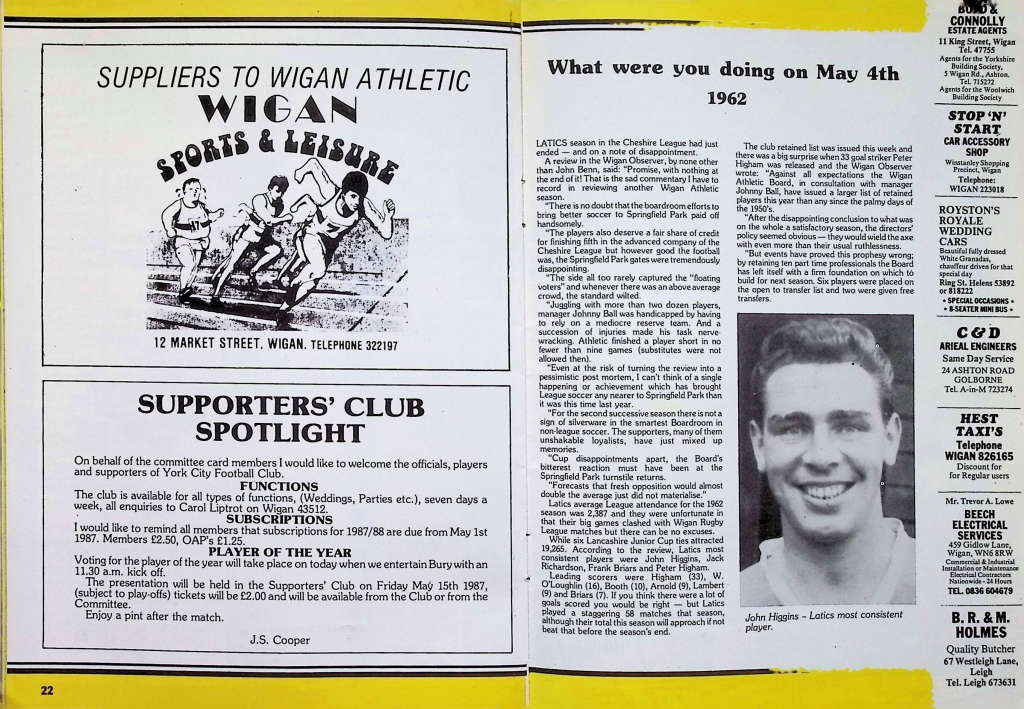 SUPPLIERS TO WIGAN ATHLETIC
WIGAN
SPORTS & LEISURE
12 MARKET STREET, WIGAN. TELEPHONE 322197
SUPPORTERS' CLUB
SPOTLIGHT
On behalf of the committee card members I would like to welcome the officials, players
and supporters of York City Football Club.
FUNCTIONS
The club is available for all types of functions, (Weddings, Parties etc.), seven days a
week, all enquiries to Carol Liptrot on Wigan 43512.
SUBSCRIPTIONS
I would like to remind all members that subscriptions for 1987/88 are due from May 1st
1987. Members £2.50, OAP's £1.25.
PLAYER OF THE YEAR
Voting for the player of the year will take place on today when we entertain Bury with an
11.30 a.m. kick off.
The presentation will be held in the Supporters' Club on Friday May 15th 1987,
(subject to play-offs) tickets will be £2.00 and will be available from the Club or from the
Committee.
Enjoy a pint after the match.
J.S. Cooper
22
What were you doing on May 4th
1962
LATICS season in the Cheshire League had just
ended — and on a note of disappointment.
A review in the Wigan Observer, by none other
than John Benn, said: "Promise, with nothing at
the end of it! That is the sad commentary I have to
record in reviewing another Wigan Athletic
season.
"There is no doubt that the boardroom efforts to
bring better soccer to Springfield Park paid off
handsomely.
"The players also deserve a fair share of credit
for finishing fifth in the advanced company of the
Cheshire League but however good the football
was, the Springfield Park gates were tremendously
disappointing.
"The side all too rarely captured the "floating
voters" and whenever there was an above average
crowd, the standard wilted.
"Juggling with more than two dozen players,
manager Johnny Ball was handicapped by having
to rely on a mediocre reserve team. And a
succession of injuries made his task nerve-
wracking. Athletic finished a player short in no
fewer than nine games (substitutes were not
allowed then).
"Even at the risk of turning the review into a
pessimistic post mortem, I can't think of a single
happening or achievement which has brought
League soccer any nearer to Springfield Park than
it was this time last year.
"For the second successive season there is not a
sign of silverware in the smartest Boardroom in
non-league soccer. The supporters, many of them
unshakable loyalists, have just mixed up
memories.
"Cup disappointments apart, the Board's
bitterest reaction must have been at the
Springfield Park turnstile returns.
"Forecasts that fresh opposition would almost
double the average just did not materialise."
Latics average League attendance for the 1962
season was 2,387 and they were unfortunate in
that their big games clashed with Wigan Rugby
League matches but there can be no excuses.
While six Lancashire Junior Cup ties attracted
19,265. According to the review, Latics most
consistent players were John Higgins, Jack
Richardson, Frank Briars and Peter Higham.
Leading scorers were Higham (33), W.
O'Loughlin (16), Booth (10), Arnold (9), Lambert
(9) and Briars (7). If you think there were a lot of
goals scored you would be right — but Latics
played a staggering 58 matches that season,
although their total this season will approach if not
beat that before the season's end.
The club retained list was issued this week and
there was a big surprise when 33 goal striker Peter
Higham was released and the Wigan Observer
wrote: "Against all expectations the Wigan
Athletic Board, in consultation with manager
Johnny Ball, have issued a larger list of retained
players this year than any since the palmy days of
the 1950's.
"After the disappointing conclusion to what was
on the whole a satisfactory season, the directors'
policy seemed obvious — they would wield the axe
with even more than their usual ruthlessness.
"But events have proved this prophesy wrong;
by retaining ten part time professionals the Board
has left itself with a firm foundation on which to
build for next season. Six players were placed on
the open to transfer list and two were given free
transfers.
John Higgins – Latics most consistent
player.
&
CONNOLLY
ESTATE AGENTS
11 King Street, Wigan
Tel. 47755
Agents for the Yorkshire
Building Society,
5 Wigan Rd., Ashton.
Tel. 715272
Agents for the Woolwich
Building Society
STOP 'N'
START
CAR ACCESSORY
SHOP
Winstanley Shopping
Precinct, Wigan
Telephone:
WIGAN 223018
ROYSTON'S
ROYALE
WEDDING
CARS
Beautiful fully dressed
White Granadas,
chauffeur driven for that
special day
Ring St. Helens 53892
or 818222
• SPECIAL OCCASIONS •
• 8-SEATER MINI BUS •
C & D
ARIEAL ENGINEERS
Same Day Service
24 ASHTON ROAD
GOLBORNE
Tel. A-in-M 723274
HEST
TAXI'S
Telephone
WIGAN 826165
Discount for
for Regular users
Mr. Trevor A. Lowe
BEECH
ELECTRICAL
SERVICES
459 Gidlow Lane,
Wigan, WN6 8RW
Commercial & Industrial
Installation or Maintenance
Electrical Contractors
Nationwide - 24 Hours
TEL. 0836 604679
B. R. & M.
HOLMES
Quality Butcher
67 Westleigh Lane,
Leigh
Tel. Leigh 673631